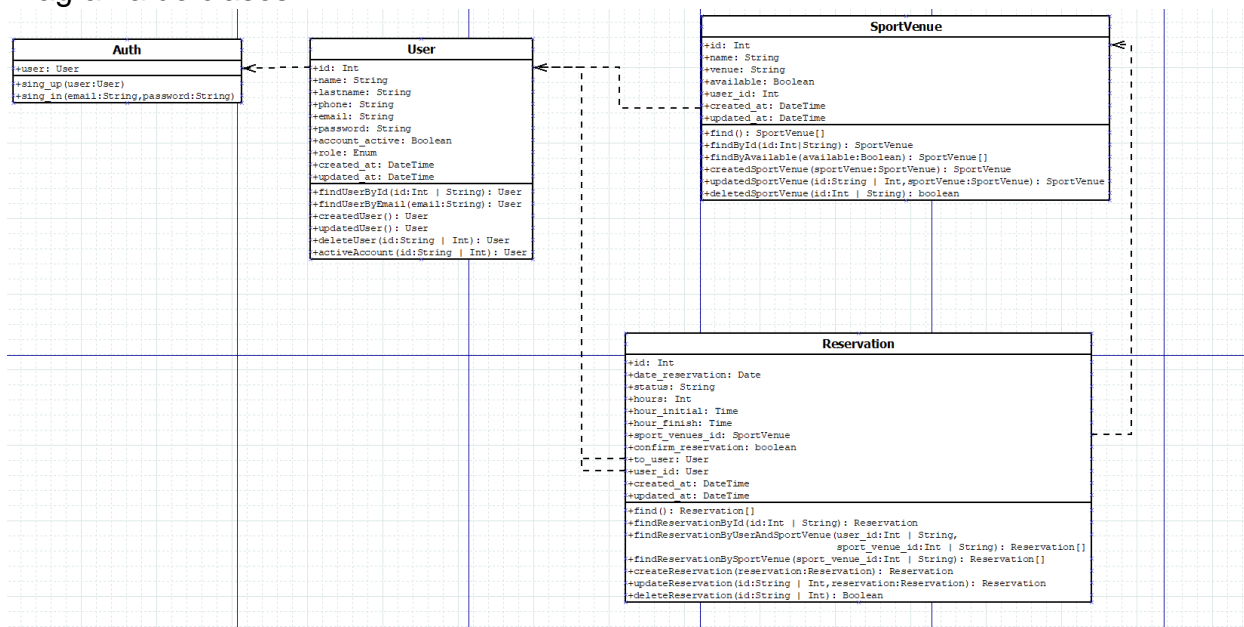 Auth
+user: User
+sing_up(user:User)
+sing_in(email:String,password:String)
User
+id: Int
+name: String
+lastname: String
+phone: String
+email: String
+password: String
+account_active: Boolean
+role: Enum
+created_at: DateTime
+updated_at: DateTime
+findUserById(id:Int | String): User
+findUserByEmail(email:String): User
+createdUser(): User
+updatedUser(): User
+deleteUser(id:String | Int): User
+activeAccount(id:String | Int): User
SportVenue
+id: Int
+name: String
+venue: String
+available: Boolean
+user_id: Int
+created_at: DateTime
+updated_at: DateTime
+find(): SportVenue[]
+findById(id:Int|String): SportVenue
+findByAvailable(available:Boolean): SportVenue[]
+createdSportVenue(sportVenue:SportVenue): SportVenue
+updatedSportVenue(id:String | Int,sportVenue:SportVenue): SportVenue
+deletedSportVenue(id:Int | String): boolean
Reservation
+id: Int
+date_reservation: Date
+status: String
+hours: Int
+hour_initial: Time
+hour_finish: Time
+sport_venues_id: SportVenue
+confirm_reservation: boolean
+to_user: User
+user_id: User
+created_at: DateTime
+updated_at: DateTime
+find(): Reservation[]
+findReservationById(id:Int | String): Reservation
+findReservationByUserAndSportVenue(user_id:Int | String,
sport_venue_id:Int | String): Reservation[]
+findReservationBySportVenue(sport_venue_id:Int | String): Reservation[]
+createReservation(reservation:Reservation): Reservation
+updateReservation(id:String | Int,reservation:Reservation): Reservation
+deleteReservation(id:String | Int): Boolean